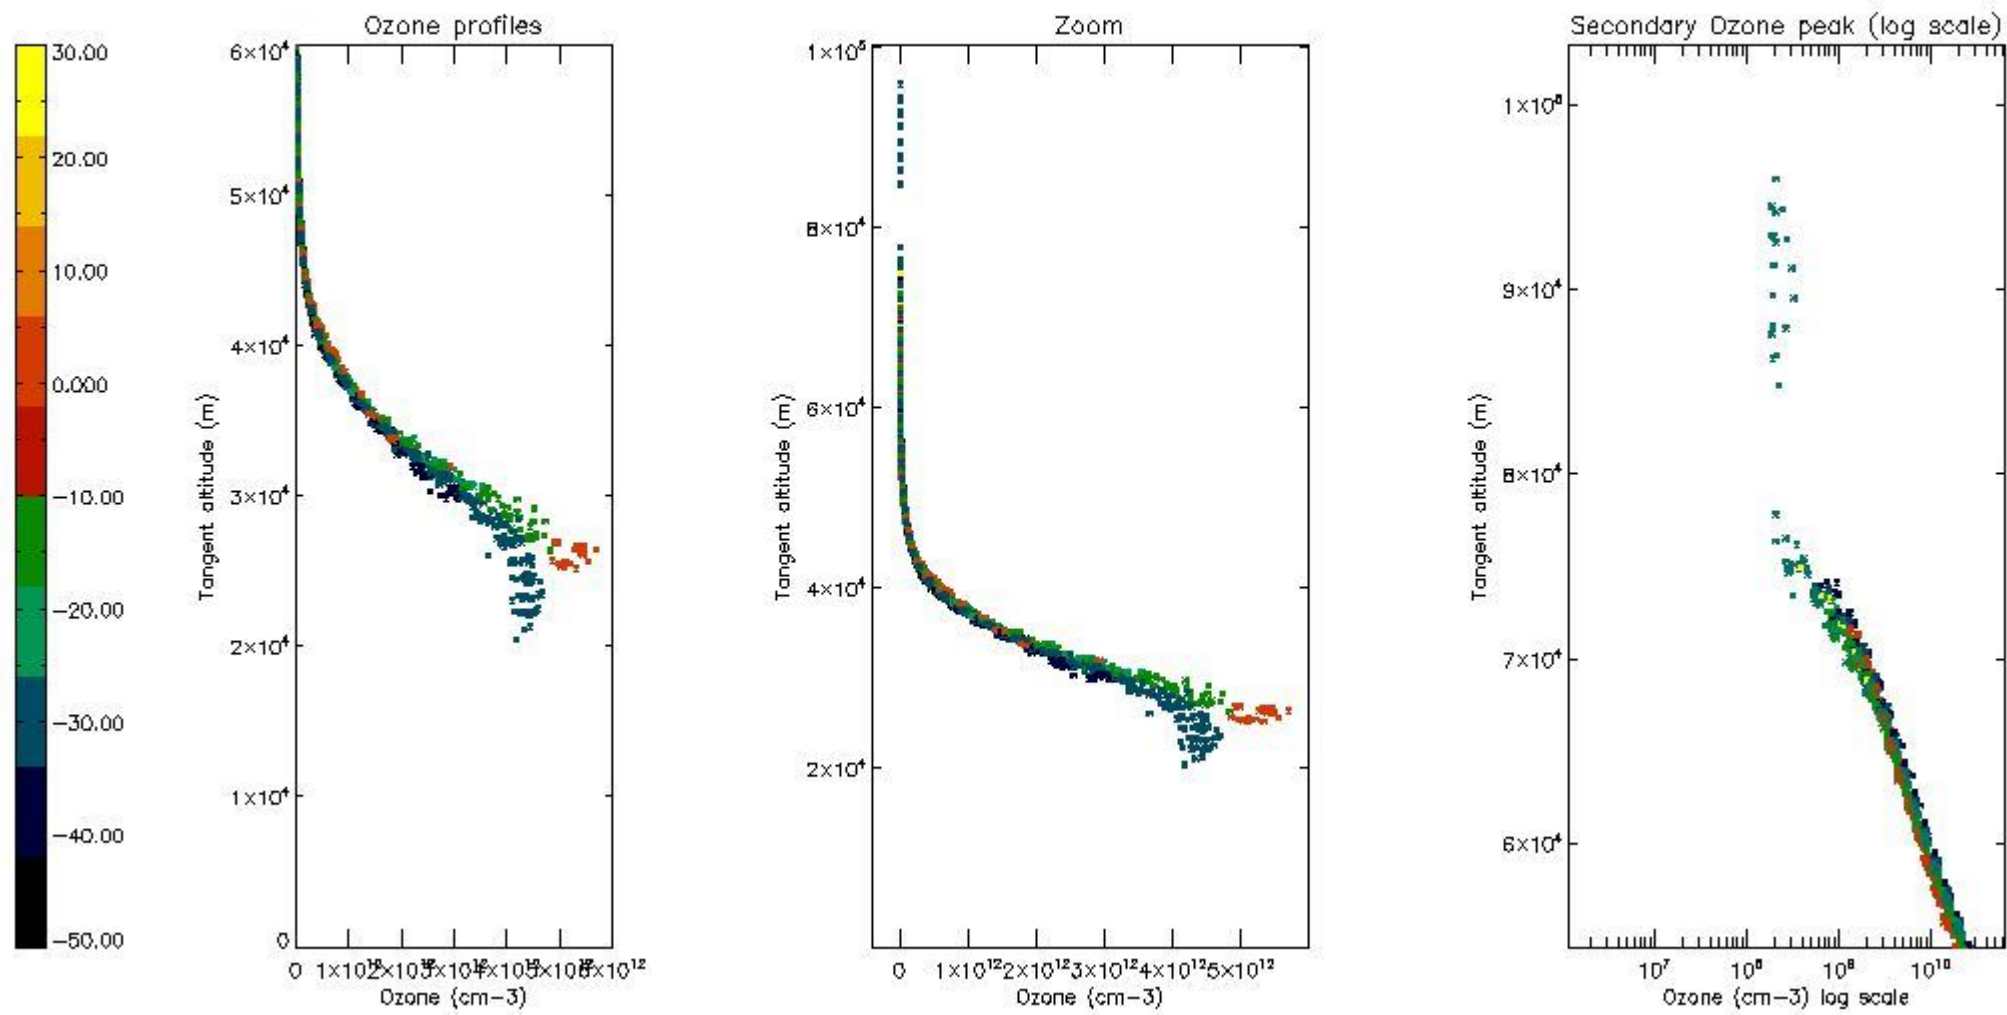 Ozone profiles
Zoom
Secondary Ozone peak (log scale)
30.00
20.00
10.00
0.000
−10.00
−20.00
−30.00
−40.00
−50.00
6×10⁴
5×10⁴
4×10⁴
3×10⁴
2×10⁴
1×10⁴
0
Tangent altitude (m)
0 1×10¹²
Ozone (cm−3)
1×10⁵
8×10⁴
6×10⁴
4×10⁴
2×10⁴
Tangent altitude (m)
0 1×10¹² 2×10¹² 3×10¹² 4×10¹² 5×10¹²
Ozone (cm−3)
9×10⁴
8×10⁴
7×10⁴
6×10⁴
Tangent altitude (m)
10⁷ 10⁸ 10⁹ 10¹⁰
Ozone (cm−3) log scale